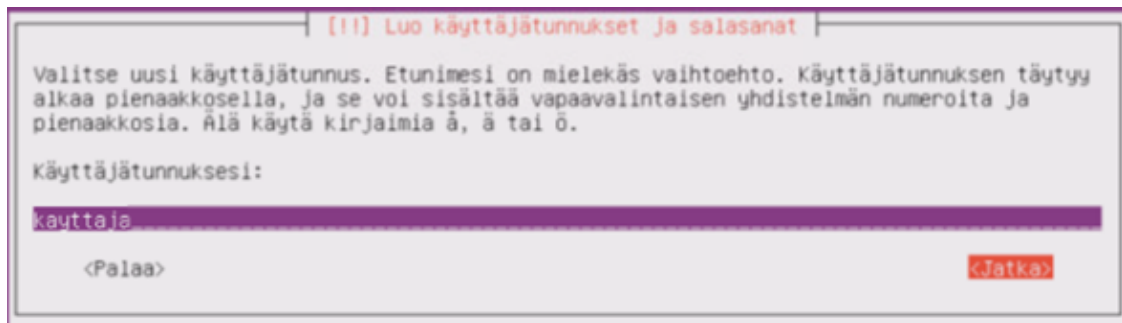 [!!] Luo käyttäjätunnukset ja salasanat
Valitse uusi käyttäjätunnus. Etunimesi on mielekäs vaihtoehto. Käyttäjätunnuksen täytyy
alkaa pienaakkosella, ja se voi sisältää vapaavalintaisen yhdistelmän numeroita ja
pienaakkosia. Älä käytä kirjaimia å, ä tai ö.
Käyttäjätunnuksesi:
kayttaja
<Palaa> <Jatka>